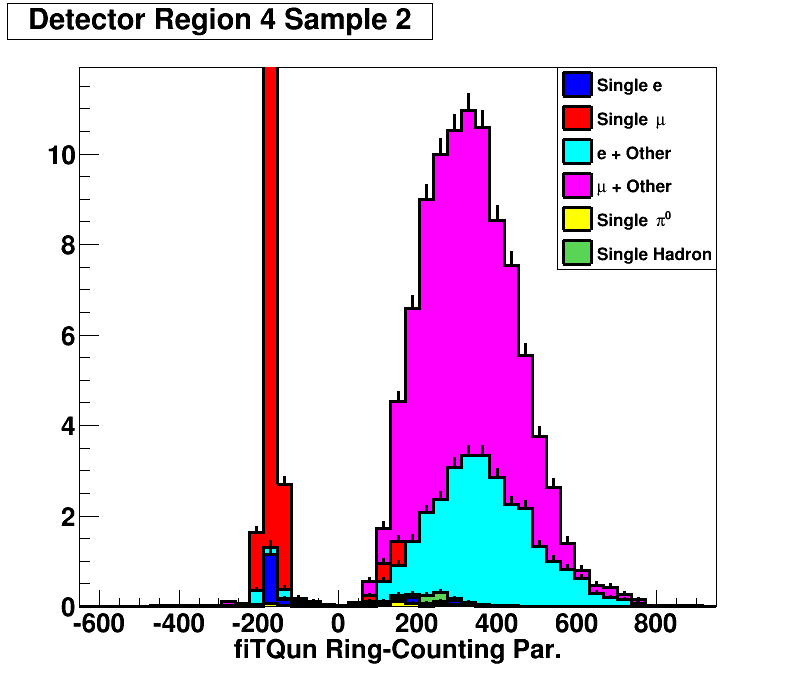 Detector Region 4 Sample 2
Single e
Single μ
e + Other
μ + Other
Single π⁰
Single Hadron
10
8
6
4
2
0
-600 -400 -200 0 200 400 600 800
fiTQun Ring-Counting Par.